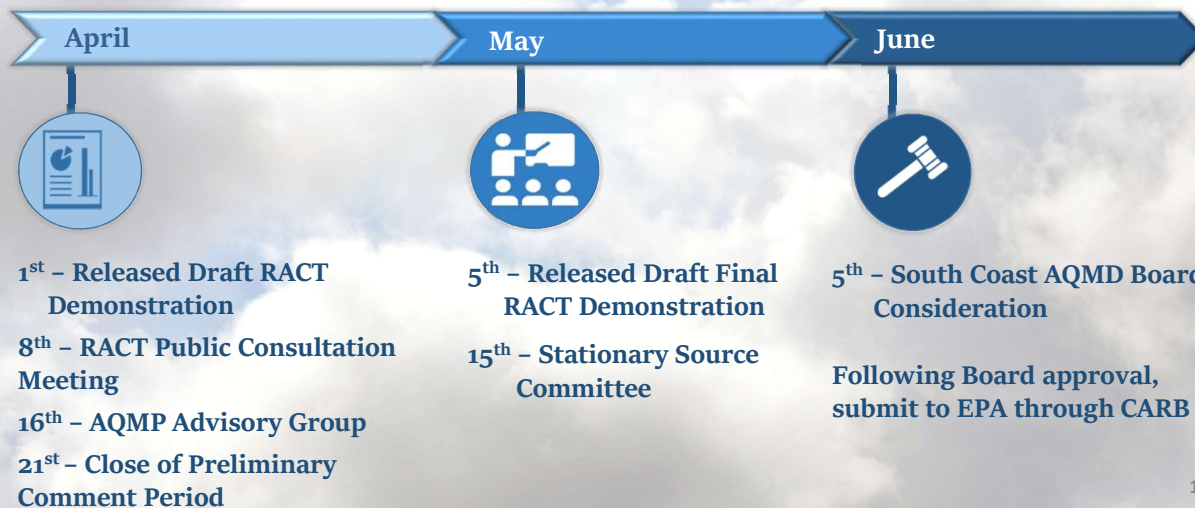 April
May
June
1st – Released Draft RACT
Demonstration
8th – RACT Public Consultation
Meeting
16th – AQMP Advisory Group
21st – Close of Preliminary
Comment Period
5th – Released Draft Final
RACT Demonstration
15th – Stationary Source
Committee
5th – South Coast AQMD Board
Consideration
Following Board approval,
submit to EPA through CARB